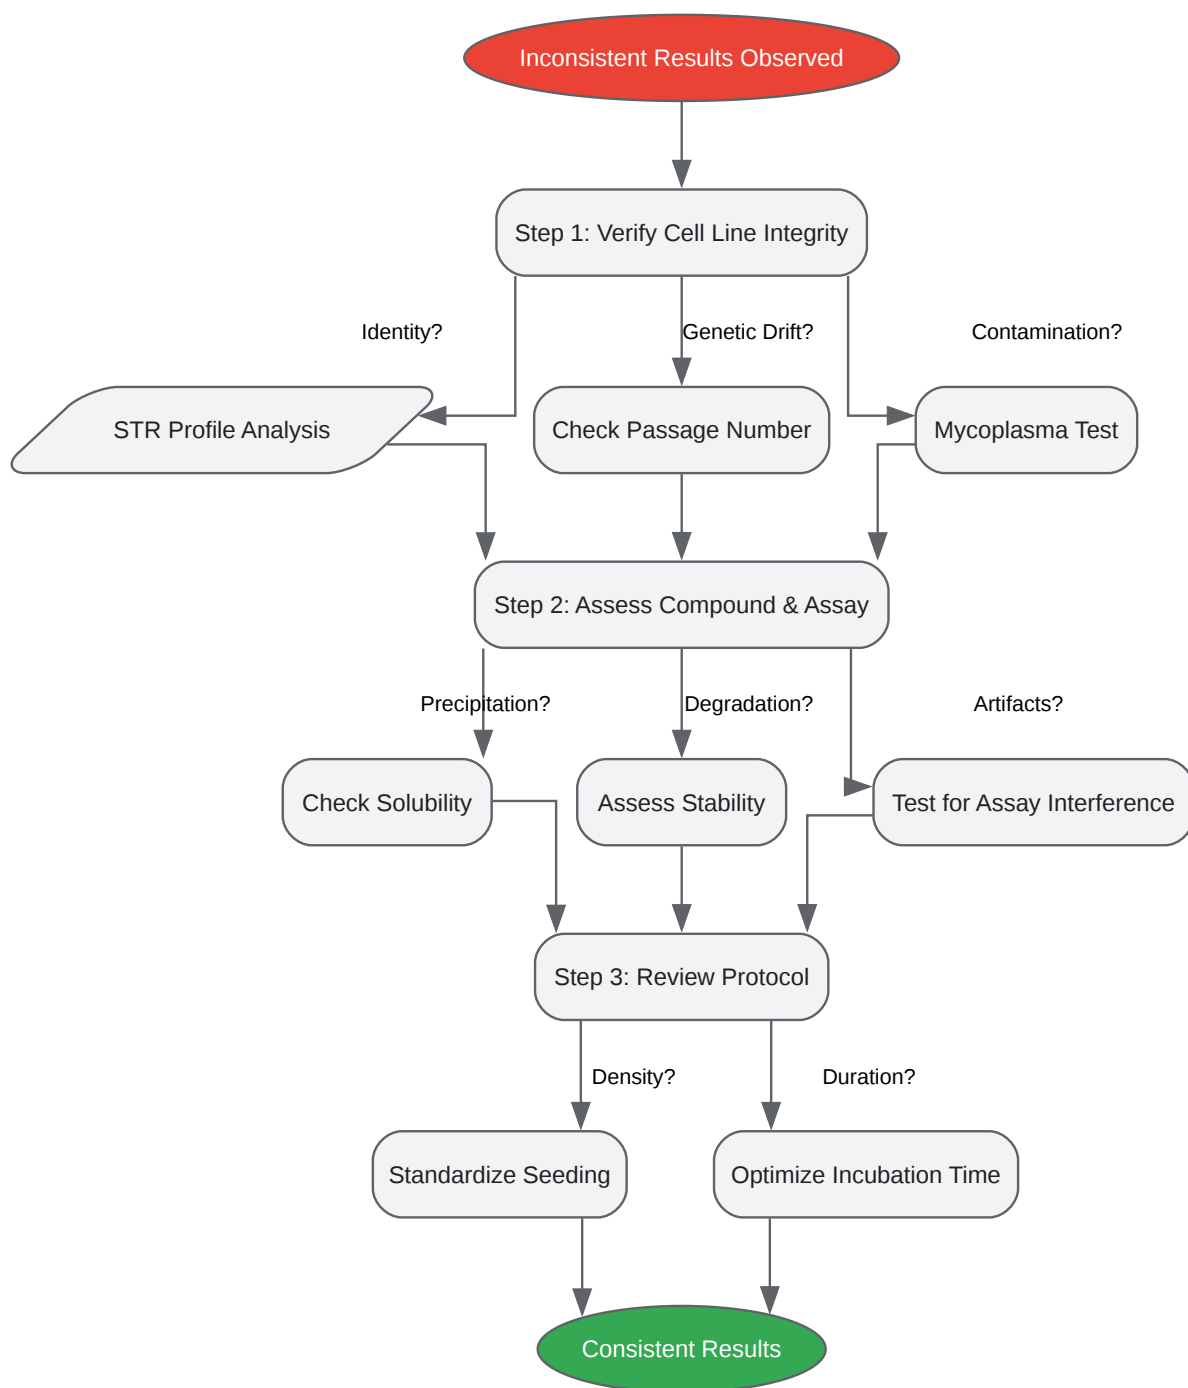 Inconsistent Results Observed
Step 1: Verify Cell Line Integrity
Identity?
Genetic Drift?
Contamination?
STR Profile Analysis
Check Passage Number
Mycoplasma Test
Step 2: Assess Compound & Assay
Precipitation?
Degradation?
Artifacts?
Check Solubility
Assess Stability
Test for Assay Interference
Step 3: Review Protocol
Density?
Duration?
Standardize Seeding
Optimize Incubation Time
Consistent Results